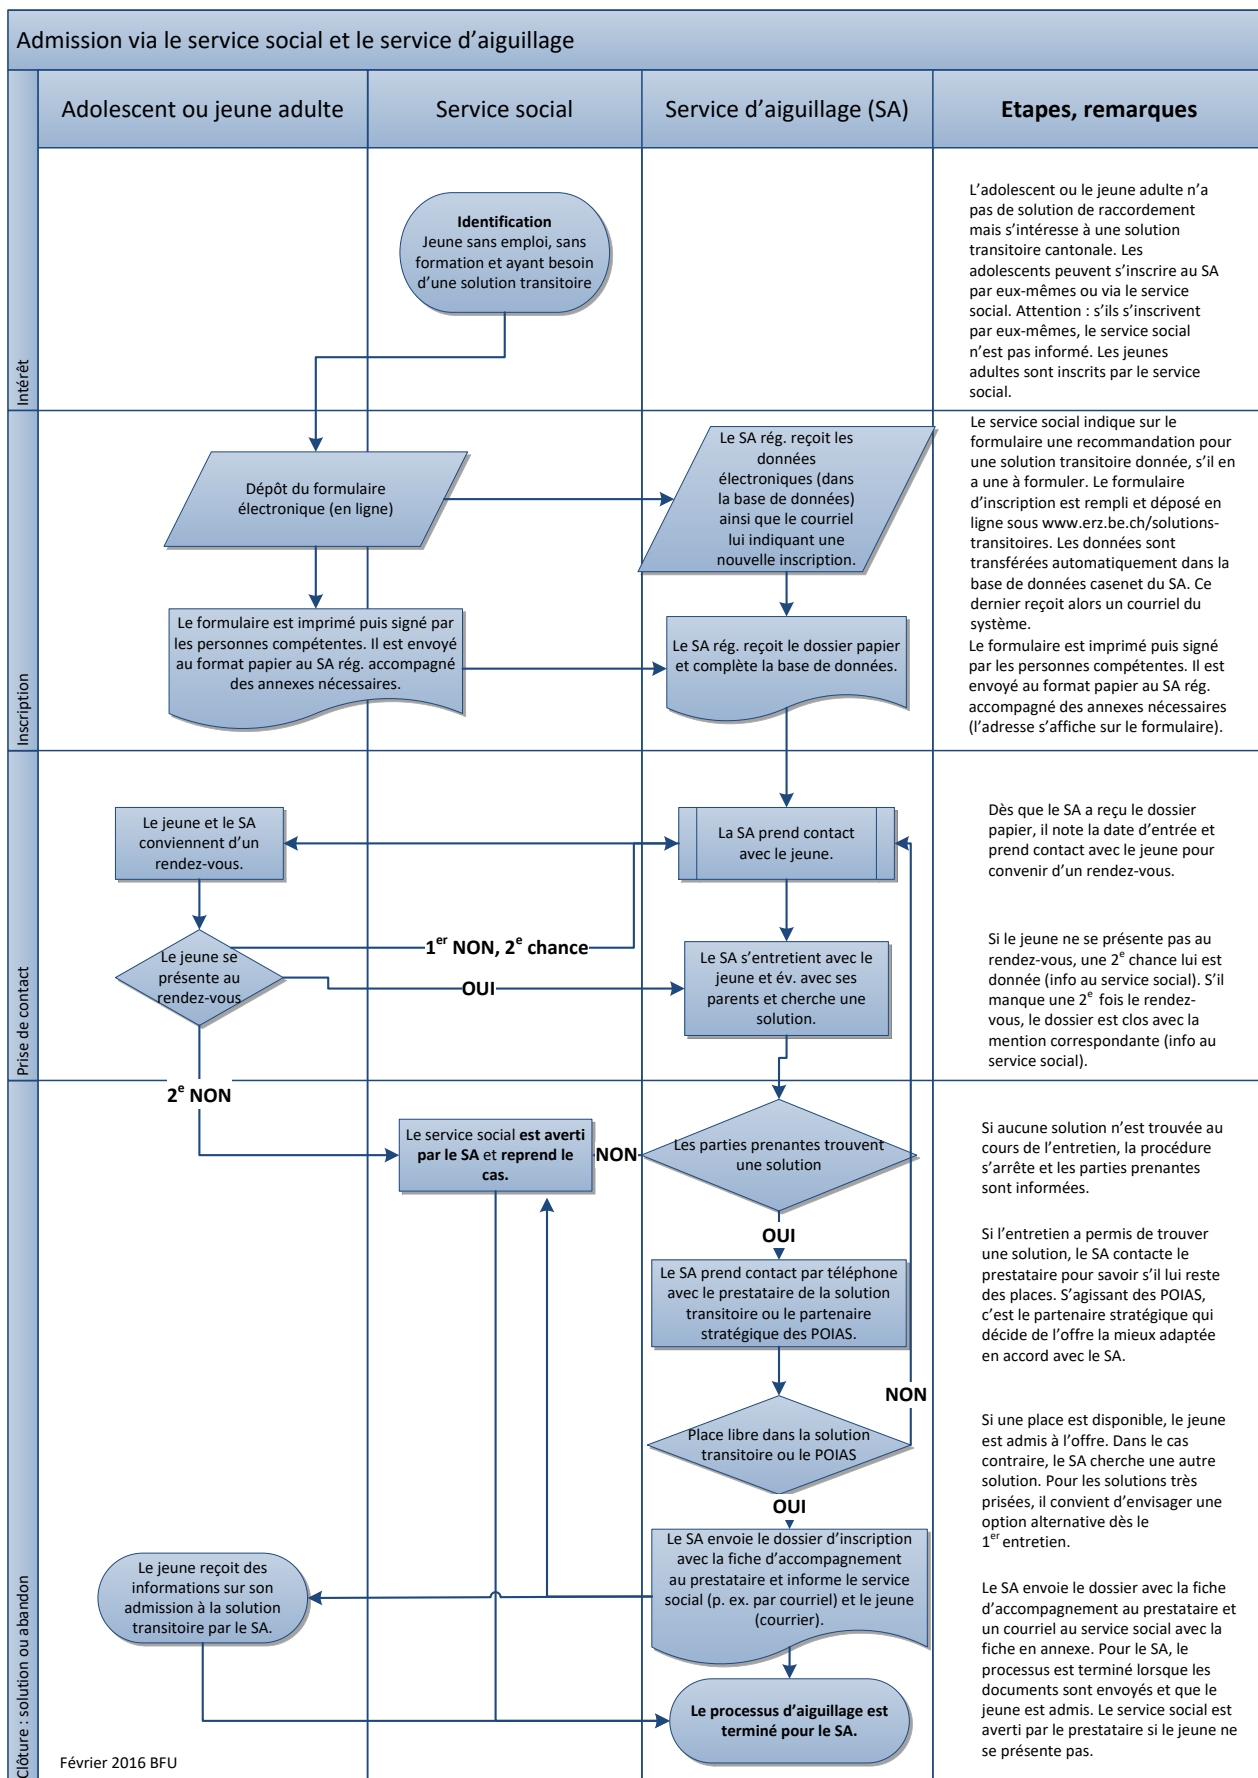 Admission via le service social et le service d’aiguillage
Adolescent ou jeune adulte
Service social
Service d’aiguillage (SA)
Etapes, remarques
Intérêt
Identification
Jeune sans emploi, sans
formation et ayant besoin
d’une solution transitoire
L’adolescent ou le jeune adulte n’a
pas de solution de raccordement
mais s’intéresse à une solution
transitoire cantonale. Les
adolescents peuvent s’inscrire au SA
par eux-mêmes ou via le service
social. Attention : s’ils s’inscrivent
par eux-mêmes, le service social
n’est pas informé. Les jeunes
adultes sont inscrits par le service
social.
Inscription
Dépôt du formulaire
électronique (en ligne)
Le SA rég. reçoit les
données
électroniques (dans
la base de données)
ainsi que le courriel
lui indiquant une
nouvelle inscription.
Le formulaire est imprimé puis signé par
les personnes compétentes. Il est envoyé
au format papier au SA rég. accompagné
des annexes nécessaires.
Le SA rég. reçoit le dossier papier
et complète la base de données.
Le service social indique sur le
formulaire une recommandation pour
une solution transitoire donnée, s’il en
a une à formuler. Le formulaire
d’inscription est rempli et déposé en
ligne sous www.erz.be.ch/solutions-
transitoires. Les données sont
transférées automatiquement dans la
base de données casenet du SA. Ce
dernier reçoit alors un courriel du
système.
Le formulaire est imprimé puis signé
par les personnes compétentes. Il est
envoyé au format papier au SA rég.
accompagné des annexes nécessaires
(l’adresse s’affiche sur le formulaire).
Prise de contact
Le jeune et le SA
conviennent d’un
rendez-vous.
La SA prend contact
avec le jeune.
Dès que le SA a reçu le dossier
papier, il note la date d’entrée et
prend contact avec le jeune pour
convenir d’un rendez-vous.
Le jeune se
présente au
rendez-vous
1er NON, 2e chance
OUI
2e NON
Le SA s’entretient avec le
jeune et év. avec ses
parents et cherche une
solution.
Si le jeune ne se présente pas au
rendez-vous, une 2e chance lui est
donnée (info au service social). S’il
manque une 2e fois le rendez-
vous, le dossier est clos avec la
mention correspondante (info au
service social).
Clôture : solution ou abandon
Le service social est averti
par le SA et reprend le
cas.
NON
Les parties prenantes trouvent
une solution
Si aucune solution n’est trouvée au
cours de l’entretien, la procédure
s’arrête et les parties prenantes
sont informées.
OUI
Le SA prend contact par téléphone
avec le prestataire de la solution
transitoire ou le partenaire
stratégique des POIAS.
Si l’entretien a permis de trouver
une solution, le SA contacte le
prestataire pour savoir s’il lui reste
des places. S’agissant des POIAS,
c’est le partenaire stratégique qui
décide de l’offre la mieux adaptée
en accord avec le SA.
NON
Place libre dans la solution
transitoire ou le POIAS
OUI
Si une place est disponible, le jeune
est admis à l’offre. Dans le cas
contraire, le SA cherche une autre
solution. Pour les solutions très
prisées, il convient d’envisager une
option alternative dès le
1er entretien.
Le jeune reçoit des
informations sur son
admission à la solution
transitoire par le SA.
Le SA envoie le dossier d’inscription
avec la fiche d’accompagnement
au prestataire et informe le service
social (p. ex. par courriel) et le jeune
(courrier).
Le processus d’aiguillage est
terminé pour le SA.
Le SA envoie le dossier avec la fiche
d’accompagnement au prestataire et
un courriel au service social avec la
fiche en annexe. Pour le SA, le
processus est terminé lorsque les
documents sont envoyés et que le
jeune est admis. Le service social est
averti par le prestataire si le jeune ne
se présente pas.
Février 2016 BFU